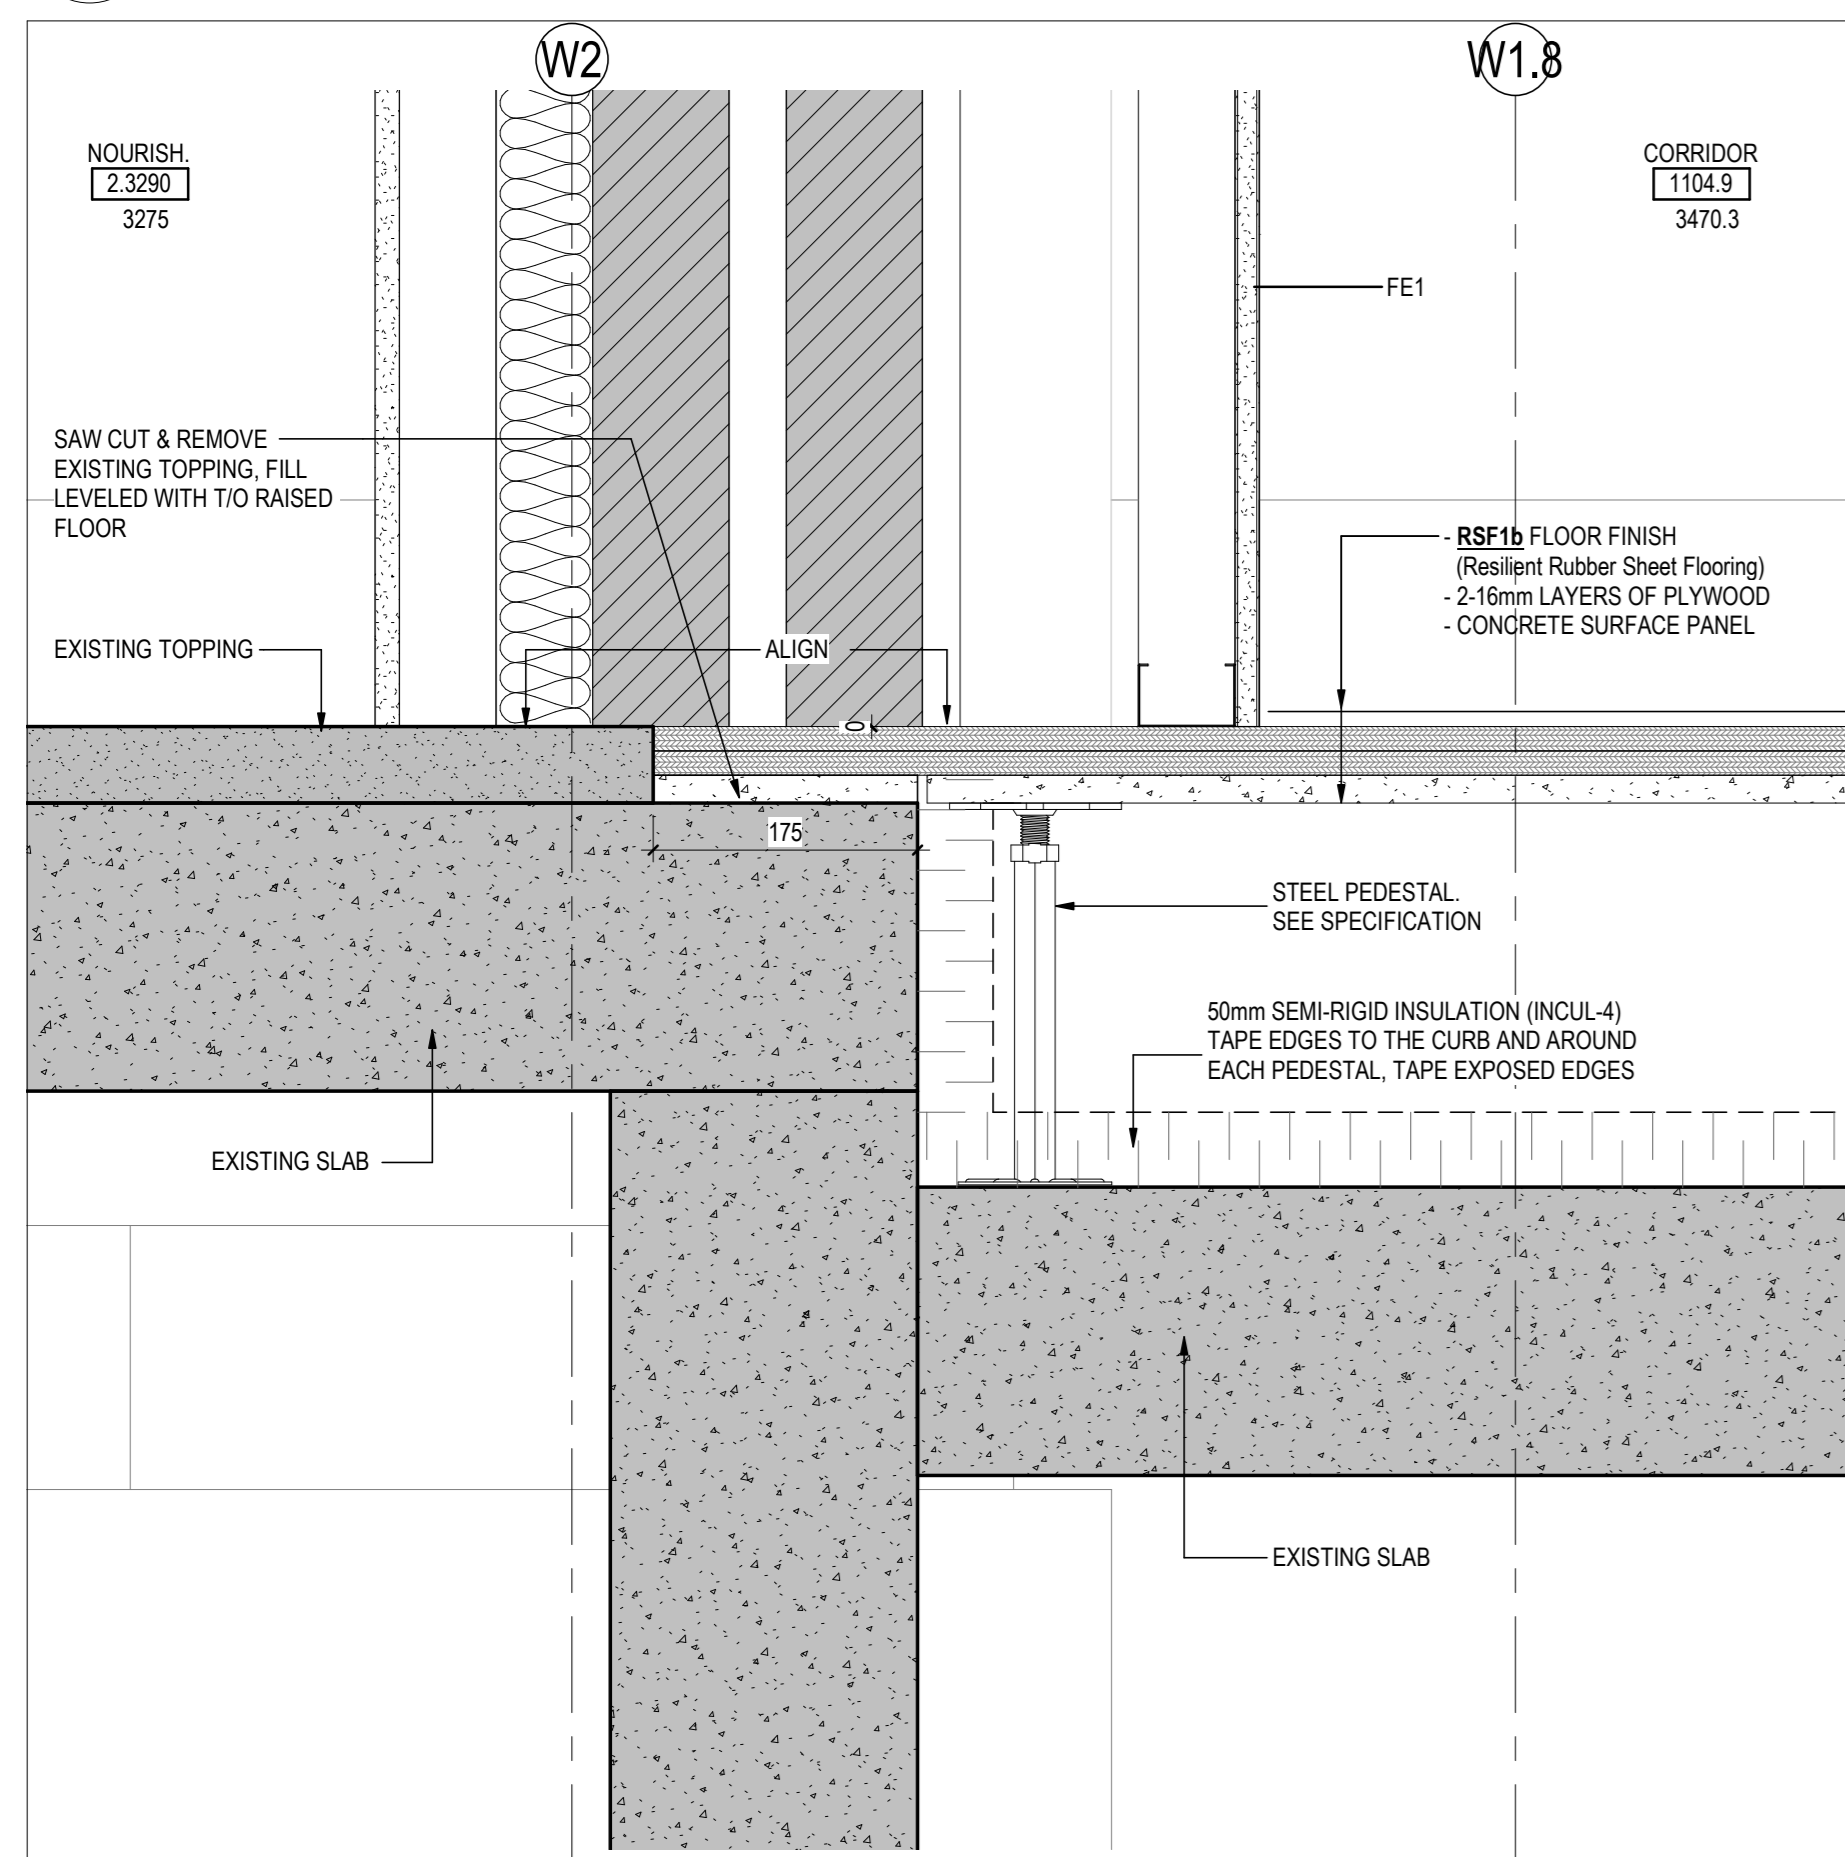 W2
W1.8
NOURISH.
2.3290
3275
CORRIDOR
1104.9
3470.3
FE1
SAW CUT & REMOVE
EXISTING TOPPING, FILL
LEVELED WITH T/O RAISED
FLOOR
- RSF1b FLOOR FINISH
(Resilient Rubber Sheet Flooring)
- 2-16mm LAYERS OF PLYWOOD
- CONCRETE SURFACE PANEL
EXISTING TOPPING
ALIGN
0
175
STEEL PEDESTAL.
SEE SPECIFICATION
50mm SEMI-RIGID INSULATION (INCUL-4)
TAPE EDGES TO THE CURB AND AROUND
EACH PEDESTAL, TAPE EXPOSED EDGES
EXISTING SLAB
EXISTING SLAB